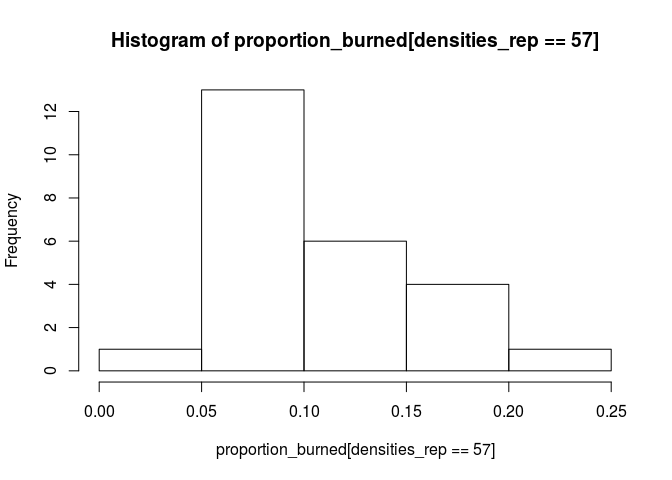 Histogram of proportion_burned[densities_rep == 57]
Frequency
12
10
8
6
4
2
0
0.00 0.05 0.10 0.15 0.20 0.25
proportion_burned[densities_rep == 57]